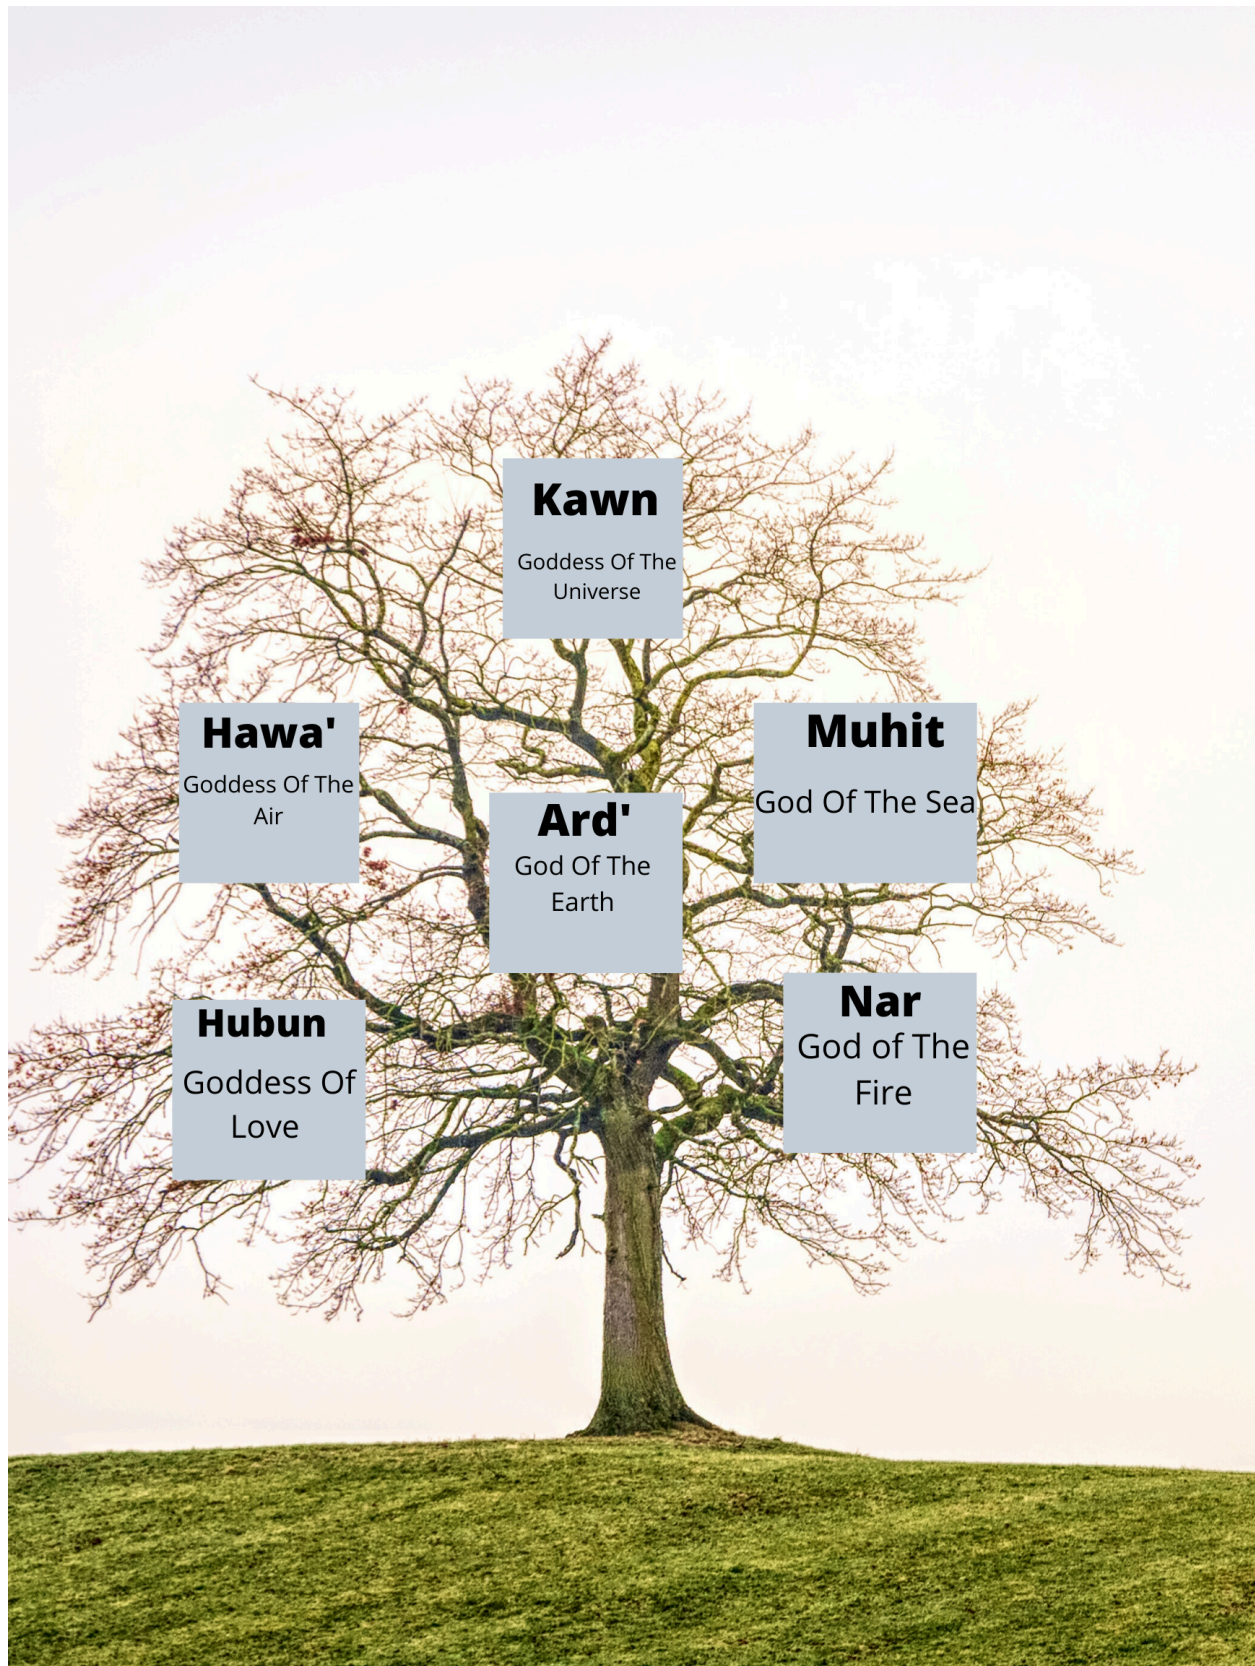 Kawn
Goddess Of The
Universe
Hawa'
Goddess Of The
Air
Muhit
God Of The Sea
Ard'
God Of The
Earth
Hubun
Goddess Of
Love
Nar
God of The
Fire